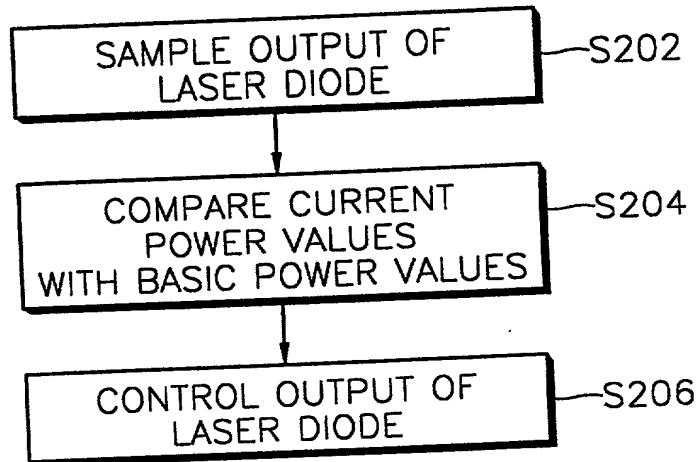 SAMPLE OUTPUT OF
LASER DIODE
S202
COMPARE CURRENT
POWER VALUES
WITH BASIC POWER VALUES
S204
CONTROL OUTPUT OF
LASER DIODE
S206